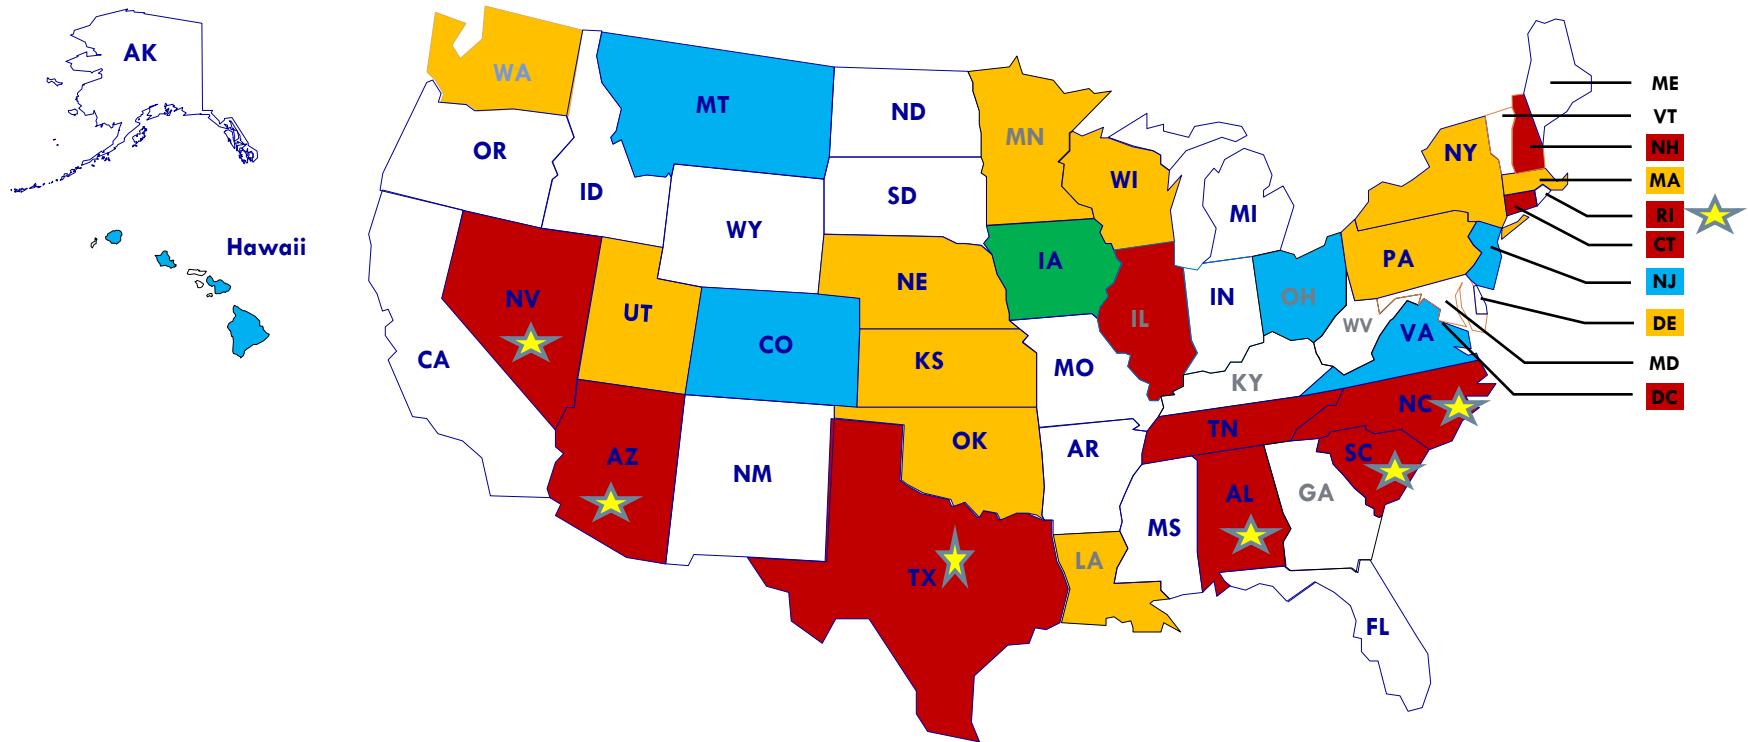 AK
WA
MT
ND
MN
OR
ID
SD
WI
MI
NY
ME
VT
NH
MA
RI
CT
NJ
DE
MD
DC
Hawaii
WY
NV
UT
CO
NE
IA
IL
IN
OH
PA
WV
VA
CA
KS
MO
KY
AZ
NM
OK
AR
TN
NC
SC
TX
LA
MS
AL
GA
FL